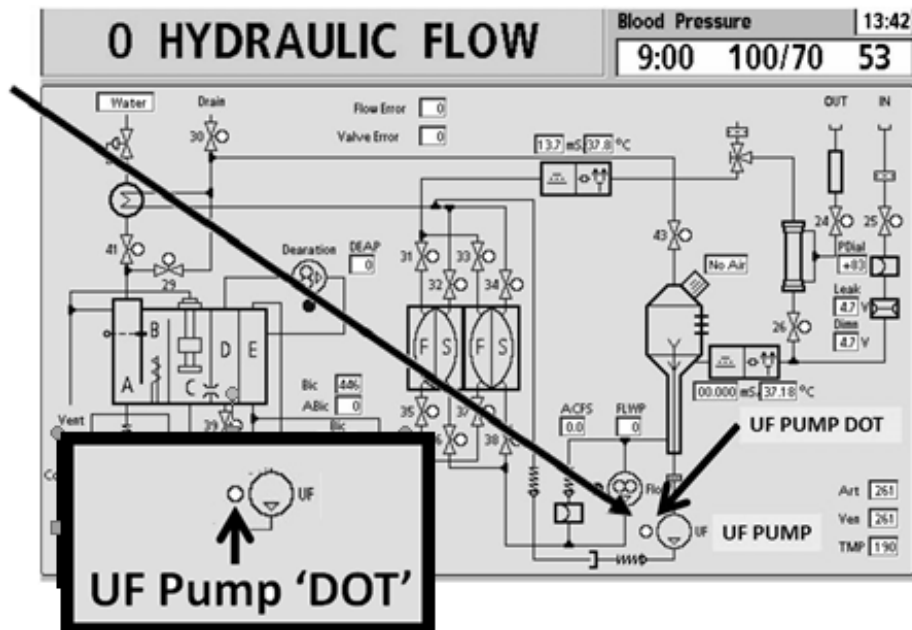 0 HYDRAULIC FLOW
Blood Pressure
13:42
9:00 100/70 53
Water
Drain
30
Flow Error 0
Valve Error 0
13.7 mS 37.8 °C
OUT
IN
41
29
Dearation
DEAP
0
31
33
32
34
43
No Air
24
25
PDial
+83
Leak
4.7 V
Dimm
4.7 V
26
A
B
C
D
E
F S
F S
Bic 446
ABic 0
Bic
Vent
39
35
37
38
00.000 mS 37.18 °C
ACFS
0.0
FLWP
0
Flo
UF PUMP DOT
UF
UF PUMP
Art 261
Ven 261
TMP 190
UF
UF Pump ‘DOT’